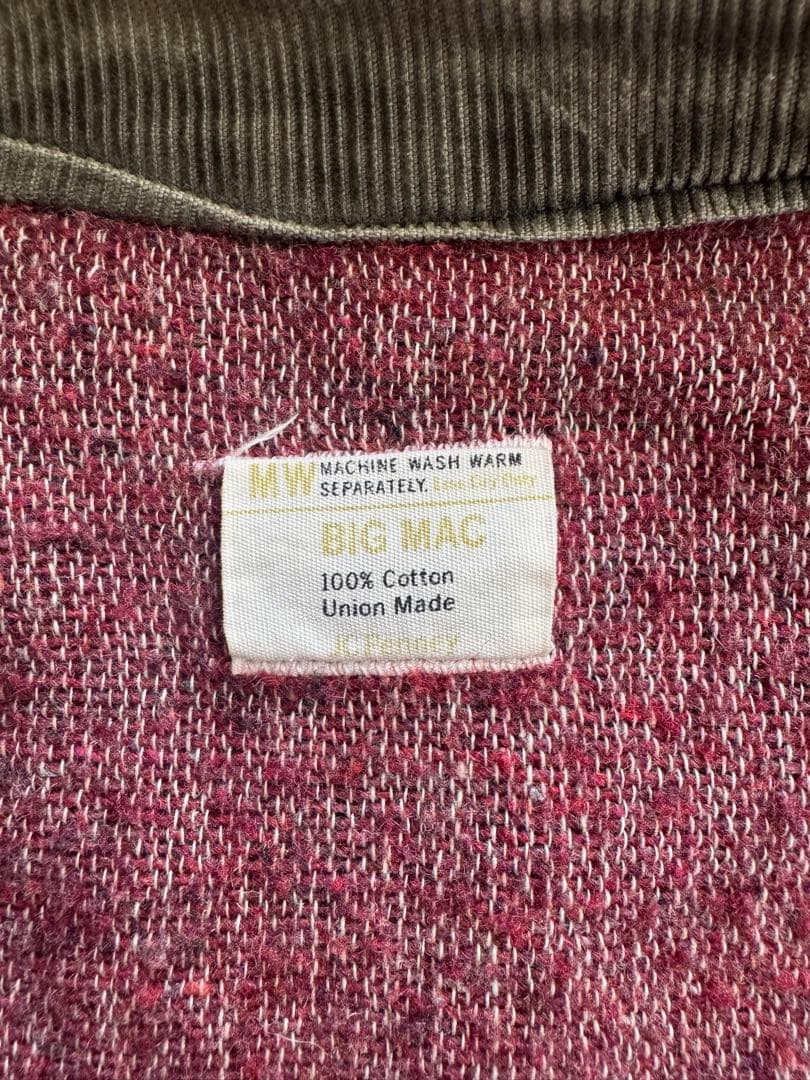 MW MACHINE WASH WARM
SEPARATELY.
BIG MAC
100% Cotton
Union Made
JCPenney